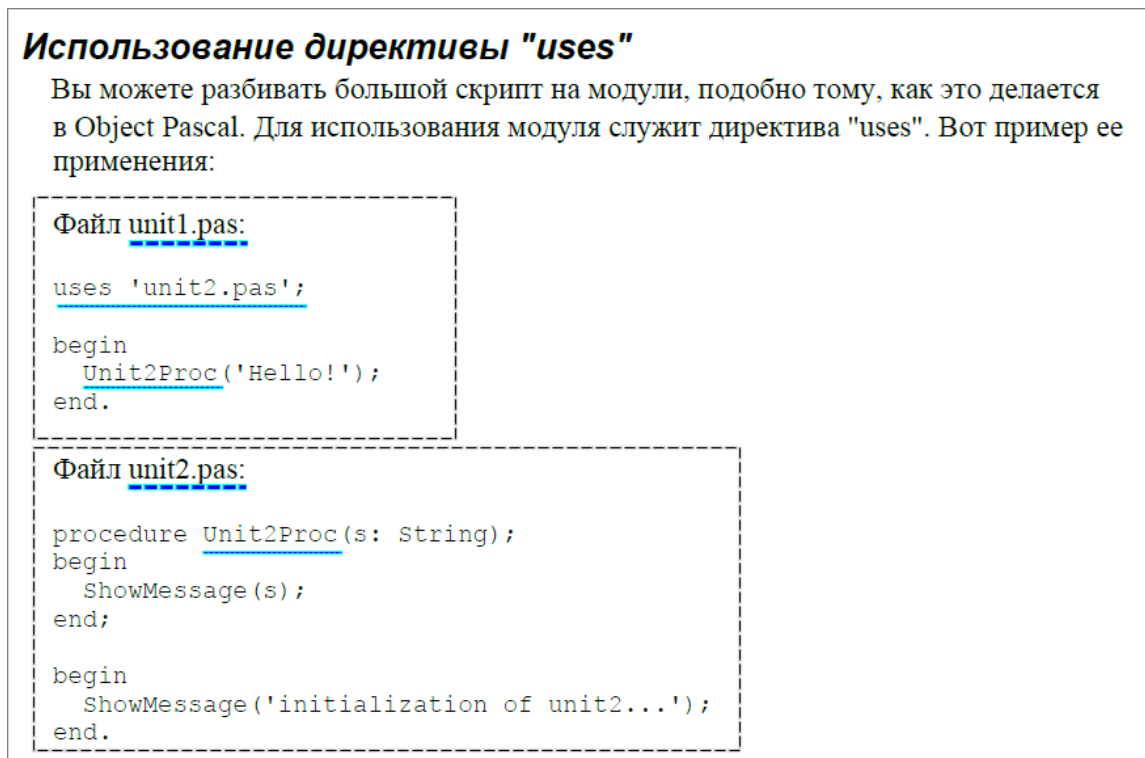 Использование директивы "uses"
Вы можете разбивать большой скрипт на модули, подобно тому, как это делается
в Object Pascal. Для использования модуля служит директива "uses". Вот пример ее
применения:
Файл unit1.pas:
uses 'unit2.pas';
begin
Unit2Proc('Hello!');
end.
Файл unit2.pas:
procedure Unit2Proc(s: String);
begin
ShowMessage(s);
end;
begin
ShowMessage('initialization of unit2...');
end.